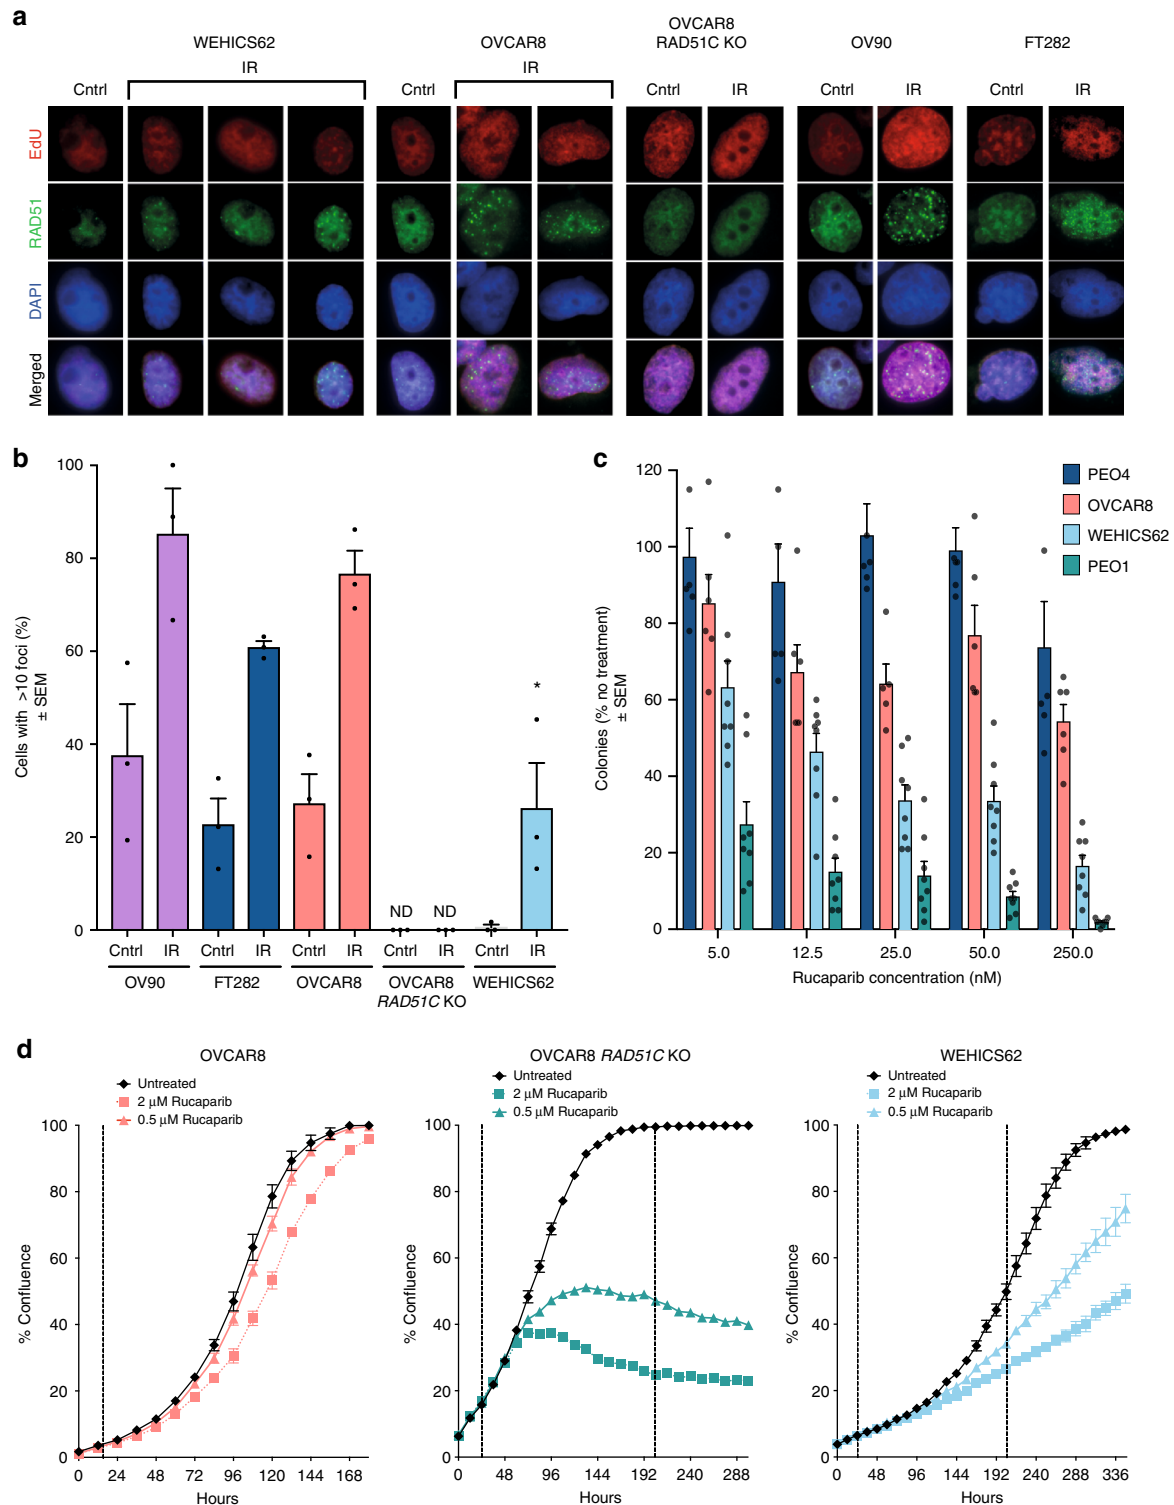 a
WEHICS62
OVCAR8
OVCAR8
RAD51C KO
OV90
FT282
IR
IR
Cntrl
Cntrl
Cntrl
IR
Cntrl
IR
Cntrl
IR
EdU
RAD51
DAPI
Merged
b
Cells with >10 foci (%)
± SEM
100
80
60
40
20
0
ND
ND
*
Cntrl
IR
Cntrl
IR
Cntrl
IR
Cntrl
IR
Cntrl
IR
OV90
FT282
OVCAR8
OVCAR8
RAD51C KO
WEHICS62
c
Colonies (% no treatment)
± SEM
120
100
80
60
40
20
0
PEO4
OVCAR8
WEHICS62
PEO1
5.0
12.5
25.0
50.0
250.0
Rucaparib concentration (nM)
d
OVCAR8
Untreated
2 μM Rucaparib
0.5 μM Rucaparib
% Confluence
100
80
60
40
20
0
0
24
48
72
96
120
144
168
Hours
OVCAR8 RAD51C KO
Untreated
2 μM Rucaparib
0.5 μM Rucaparib
% Confluence
100
80
60
40
20
0
0
48
96
144
192
240
288
Hours
WEHICS62
Untreated
2 μM Rucaparib
0.5 μM Rucaparib
% Confluence
100
80
60
40
20
0
0
48
96
144
192
240
288
336
Hours